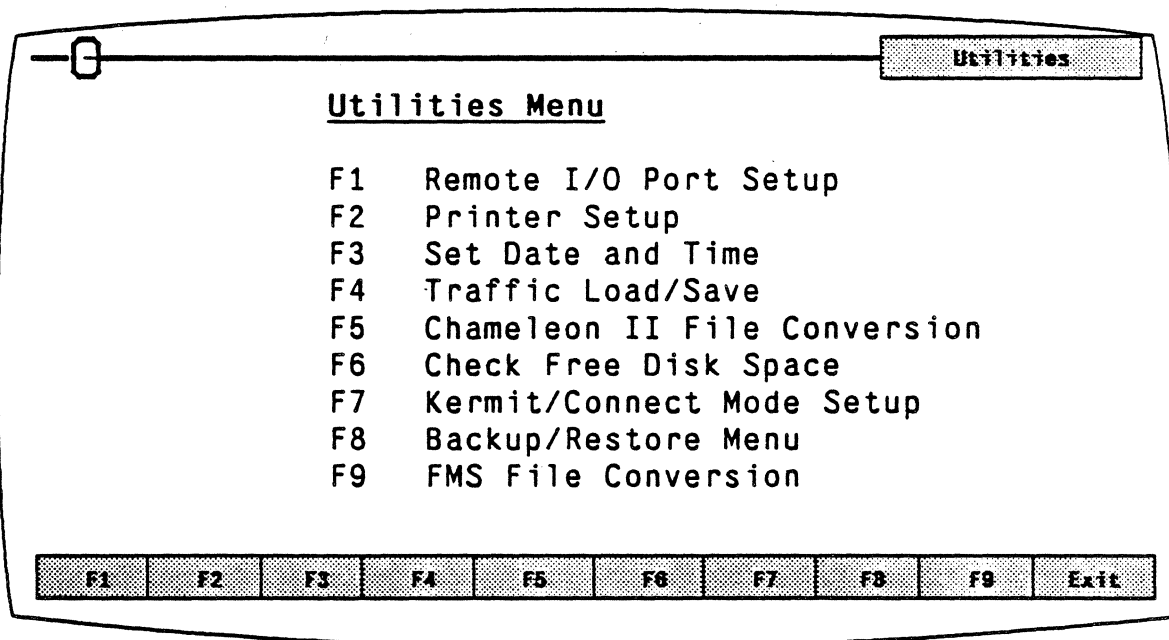 Utilities
Utilities Menu
F1 Remote I/O Port Setup
F2 Printer Setup
F3 Set Date and Time
F4 Traffic Load/Save
F5 Chameleon II File Conversion
F6 Check Free Disk Space
F7 Kermit/Connect Mode Setup
F8 Backup/Restore Menu
F9 FMS File Conversion
F1 F2 F3 F4 F5 F6 F7 F8 F9 Exit